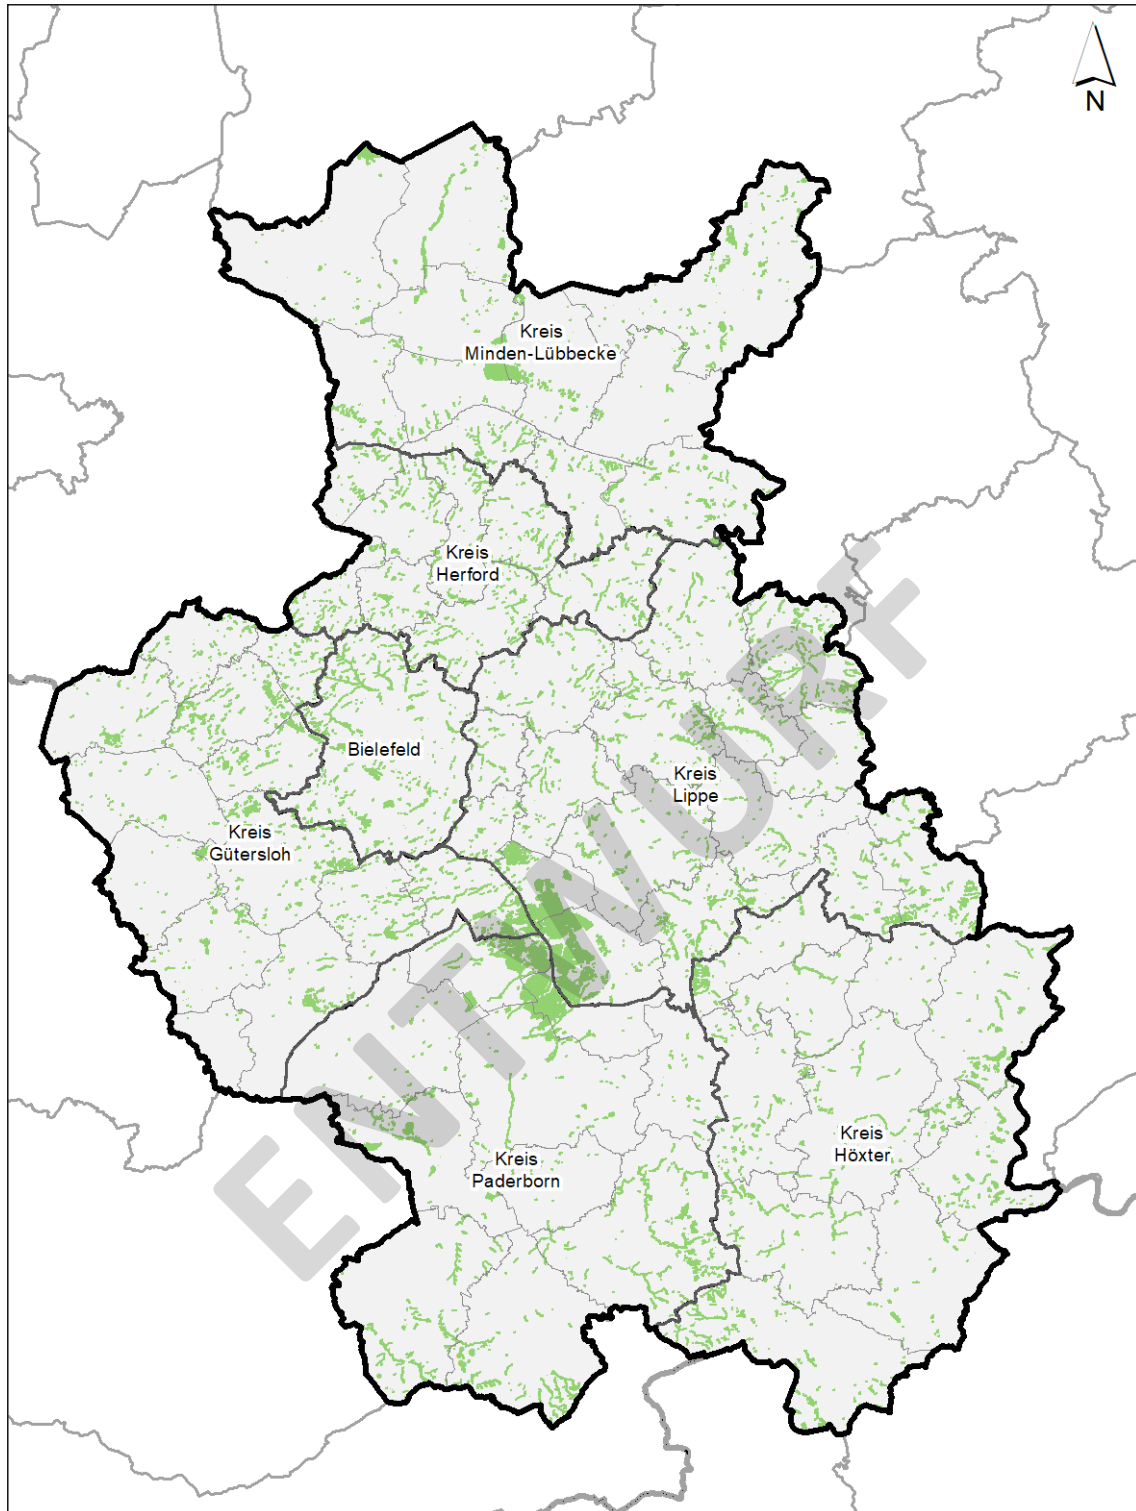 N
Kreis
Minden-Lübbecke
Kreis
Herford
Bielefeld
Kreis
Lippe
Kreis
Gütersloh
ENTWURF
Kreis
Höxter
Kreis
Paderborn